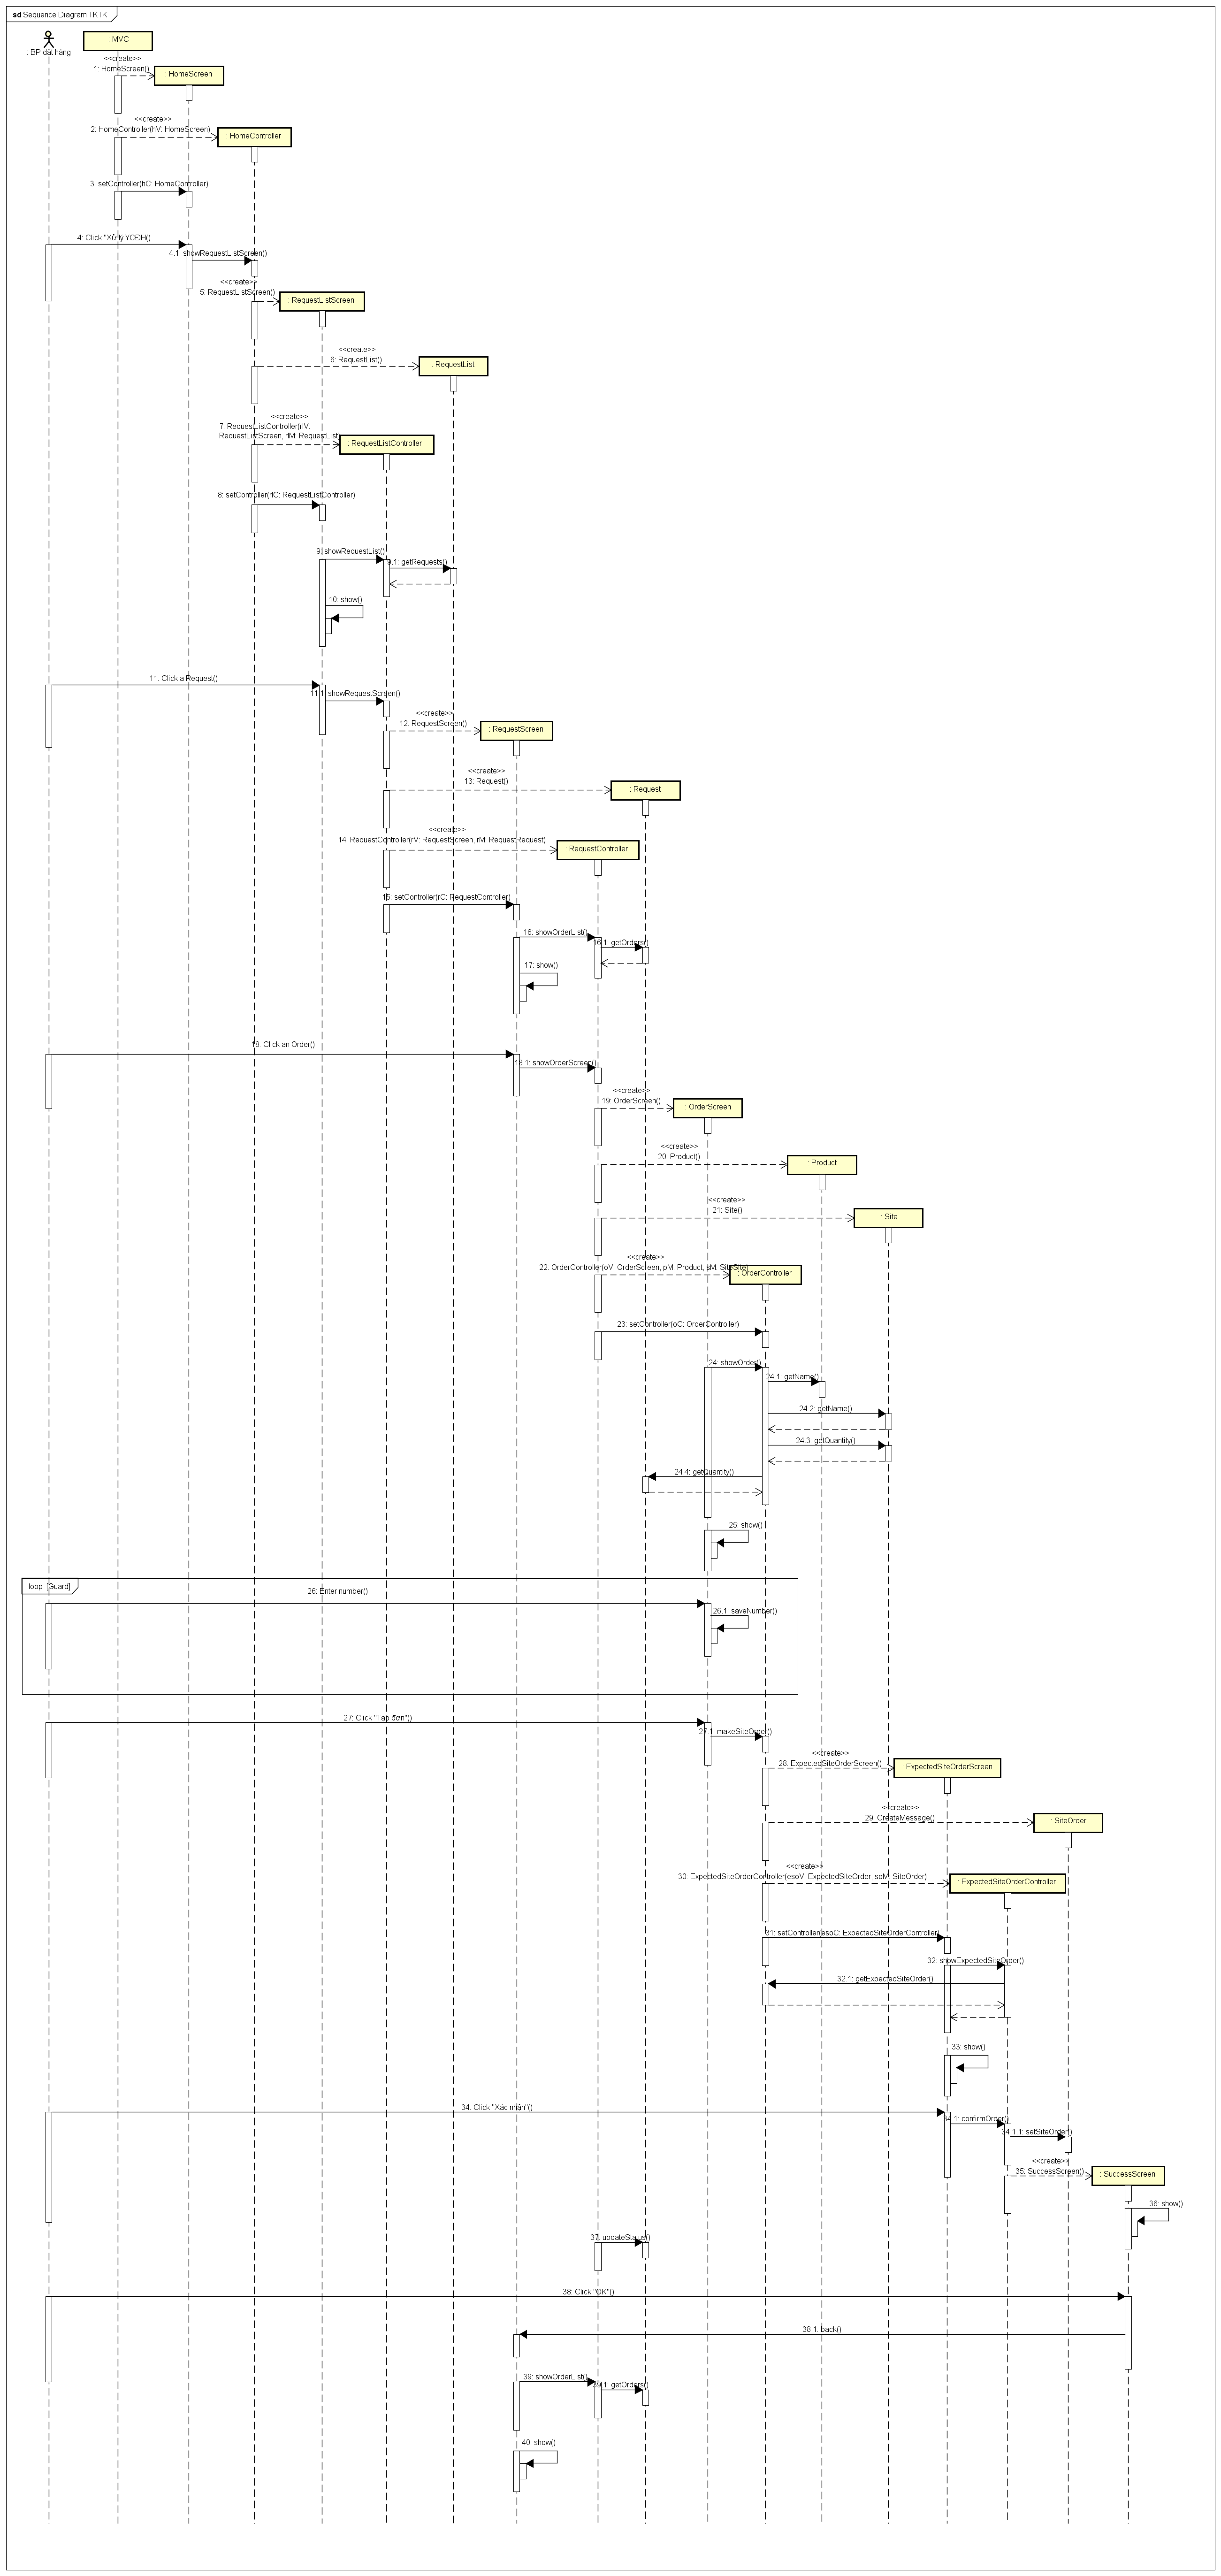 sd Sequence Diagram TKTK
: BP đặt hàng
: MVC
<<create>>
1: HomeScreen()
: HomeScreen
<<create>>
2: HomeController(hV: HomeScreen)
: HomeController
3: setController(hC: HomeController)
4: Click "Xử lý YCĐH()
4.1: showRequestListScreen()
<<create>>
5: RequestListScreen()
: RequestListScreen
<<create>>
6: RequestList()
: RequestList
<<create>>
7: RequestListController(rlV:
RequestListScreen, rlM: RequestList)
: RequestListController
8: setController(rlC: RequestListController)
9: showRequestList()
9.1: getRequests()
10: show()
11: Click a Request()
11.1: showRequestScreen()
<<create>>
12: RequestScreen()
: RequestScreen
<<create>>
13: Request()
: Request
<<create>>
14: RequestController(rV: RequestScreen, rM: RequestRequest)
: RequestController
15: setController(rC: RequestController)
16: showOrderList()
16.1: getOrders()
17: show()
18: Click an Order()
18.1: showOrderScreen()
<<create>>
19: OrderScreen()
: OrderScreen
<<create>>
20: Product()
: Product
<<create>>
21: Site()
: Site
<<create>>
22: OrderController(oV: OrderScreen, pM: Product, sM: SiteSite)
: OrderController
23: setController(oC: OrderController)
24: showOrder()
24.1: getName()
24.2: getName()
24.3: getQuantity()
24.4: getQuantity()
25: show()
loop [Guard]
26: Enter number()
26.1: saveNumber()
27: Click "Tạo đơn"()
27.1: makeSiteOrder()
<<create>>
28: ExpectedSiteOrderScreen()
: ExpectedSiteOrderScreen
<<create>>
29: CreateMessage()
: SiteOrder
<<create>>
30: ExpectedSiteOrderController(esoV: ExpectedSiteOrder, soM: SiteOrder)
: ExpectedSiteOrderController
31: setController(esoC: ExpectedSiteOrderController)
32: showExpectedSiteOrder()
32.1: getExpectedSiteOrder()
33: show()
34: Click "Xác nhận"()
34.1: confirmOrder()
34.1.1: setSiteOrder()
<<create>>
35: SuccessScreen()
: SuccessScreen
36: show()
37: updateStatus()
38: Click "OK"()
38.1: back()
39: showOrderList()
39.1: getOrders()
40: show()